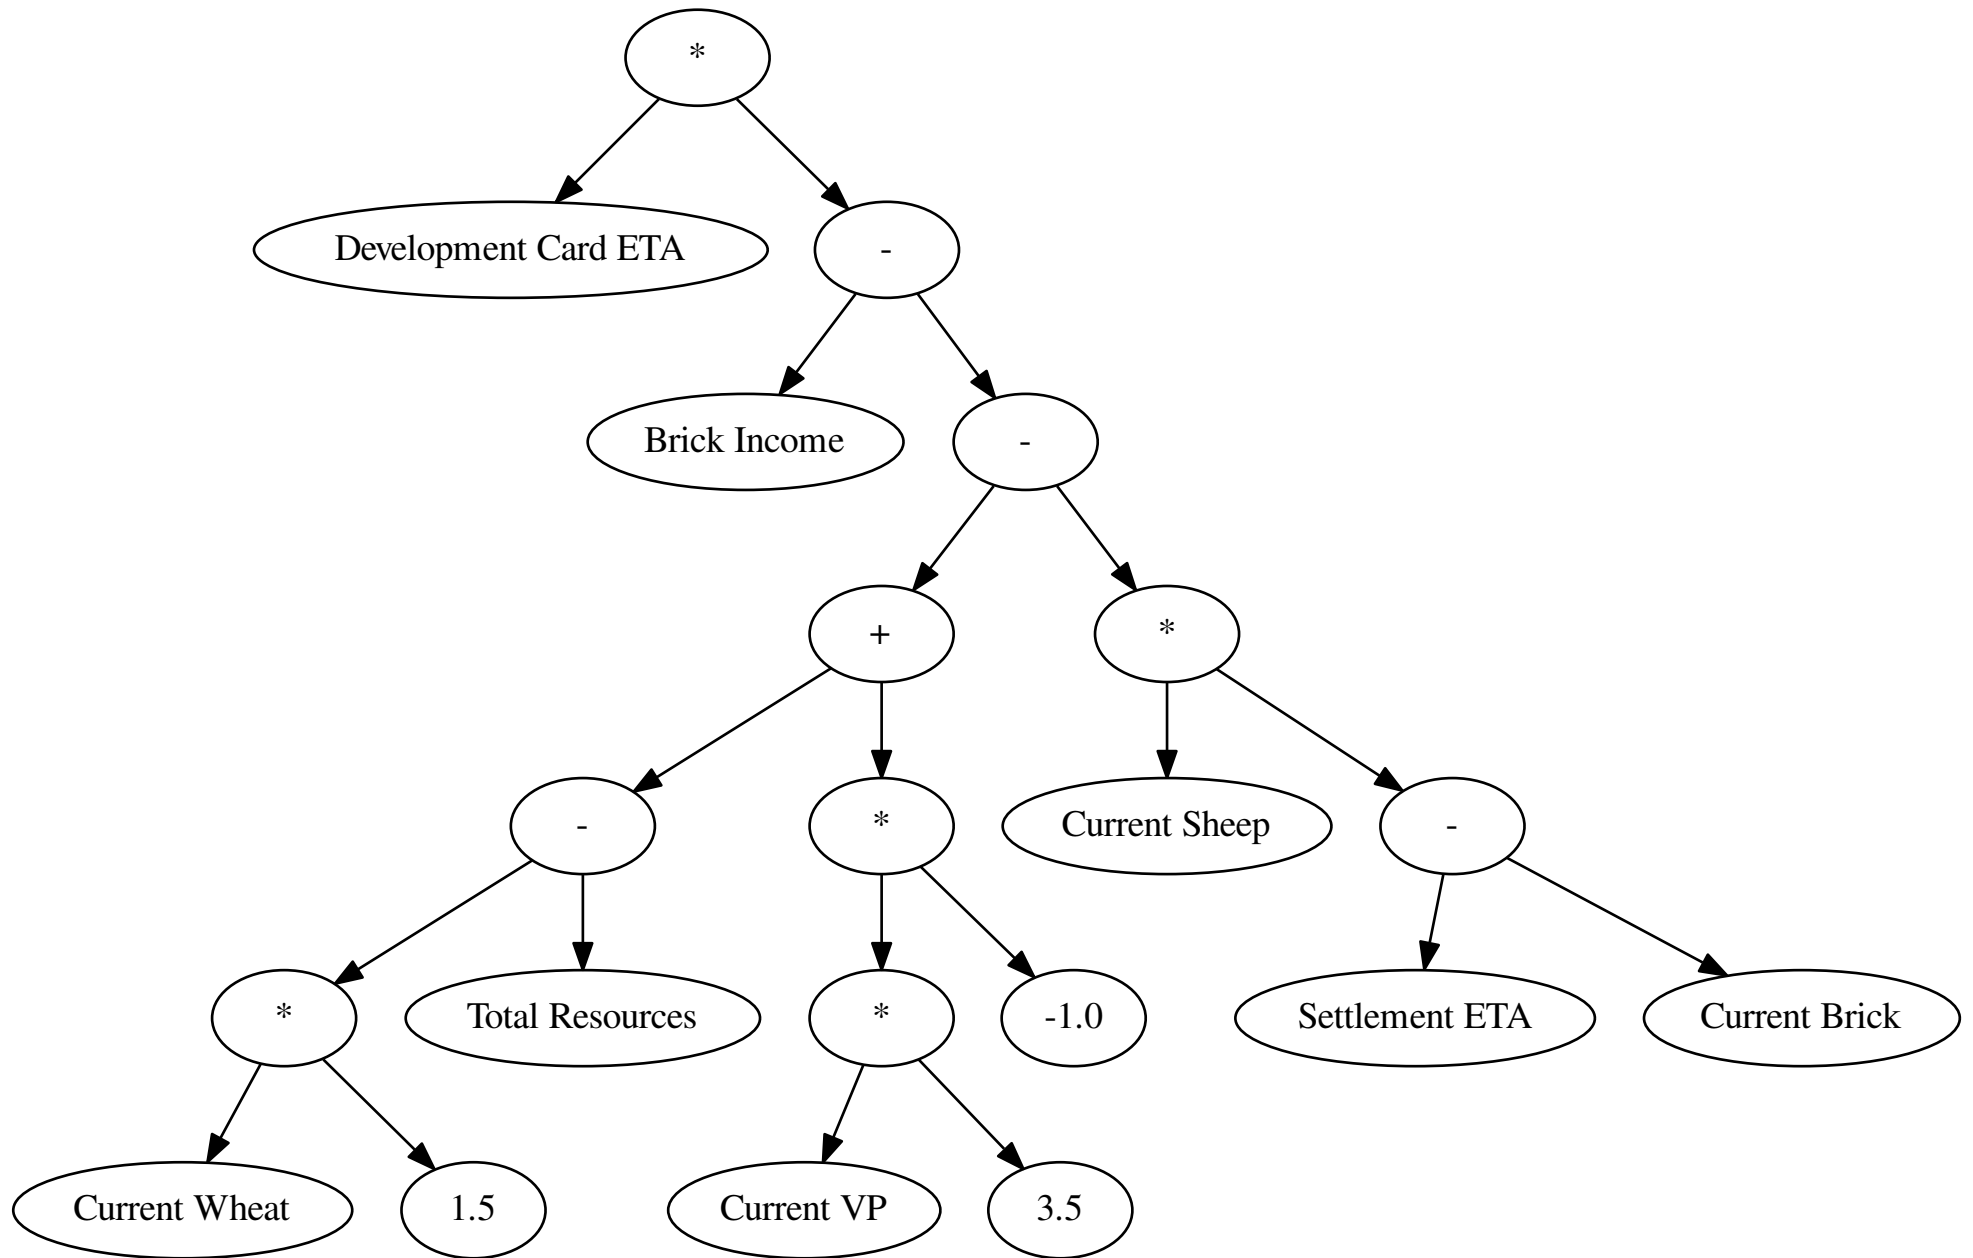 *
Development Card ETA
-
Brick Income
-
+
*
-
*
Current Sheep
-
*
Total Resources
*
-1.0
Settlement ETA
Current Brick
Current Wheat
1.5
Current VP
3.5